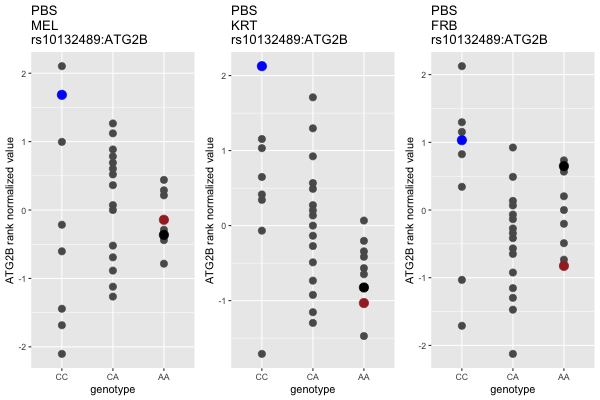 PBS
MEL
rs10132489:ATG2B
ATG2B rank normalized value
2
1
0
-1
-2
CC
CA
AA
genotype
PBS
KRT
rs10132489:ATG2B
ATG2B rank normalized value
2
1
0
-1
CC
CA
AA
genotype
PBS
FRB
rs10132489:ATG2B
ATG2B rank normalized value
2
1
0
-1
-2
CC
CA
AA
genotype